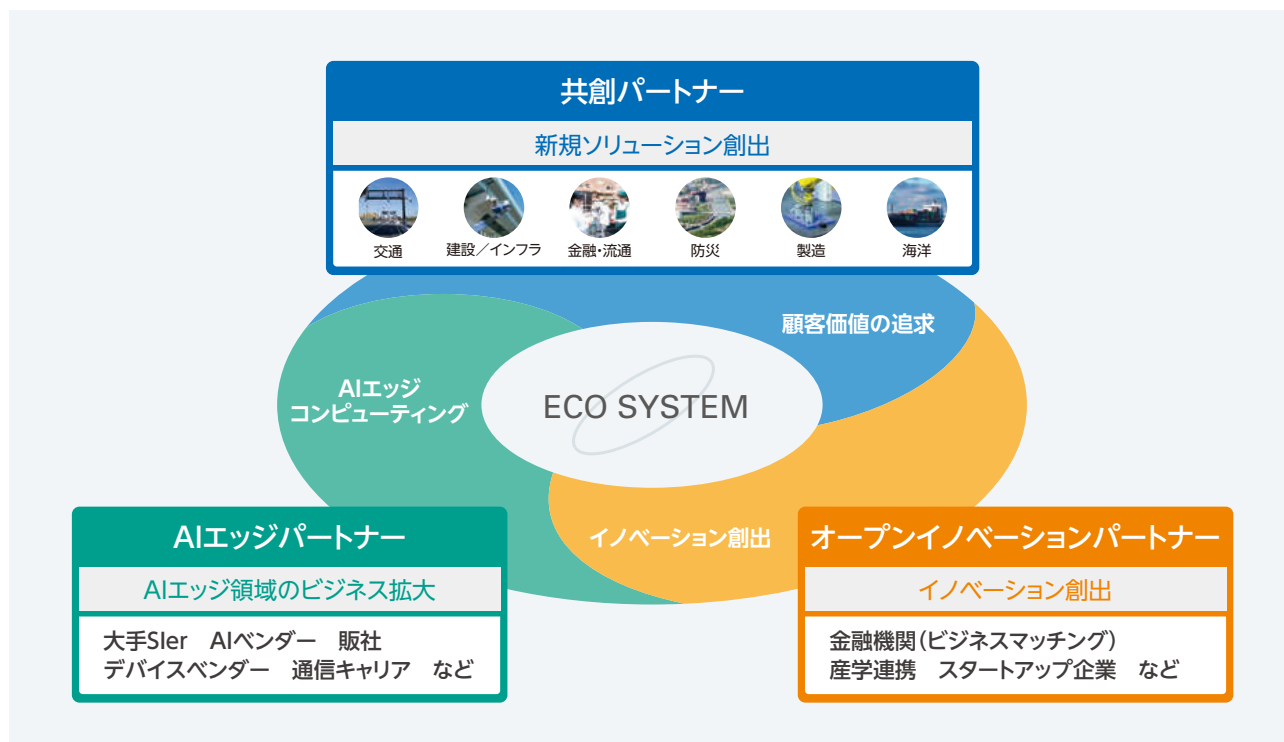 共創パートナー
新規ソリューション創出
交通 建設／インフラ 金融・流通 防災 製造 海洋
顧客価値の追求
AIエッジ
コンピューティング
ECO SYSTEM
イノベーション創出
AIエッジパートナー
AIエッジ領域のビジネス拡大
大手SIer AIベンダー 販社
デバイスベンダー 通信キャリア など
オープンイノベーションパートナー
イノベーション創出
金融機関（ビジネスマッチング）
産学連携 スタートアップ企業 など